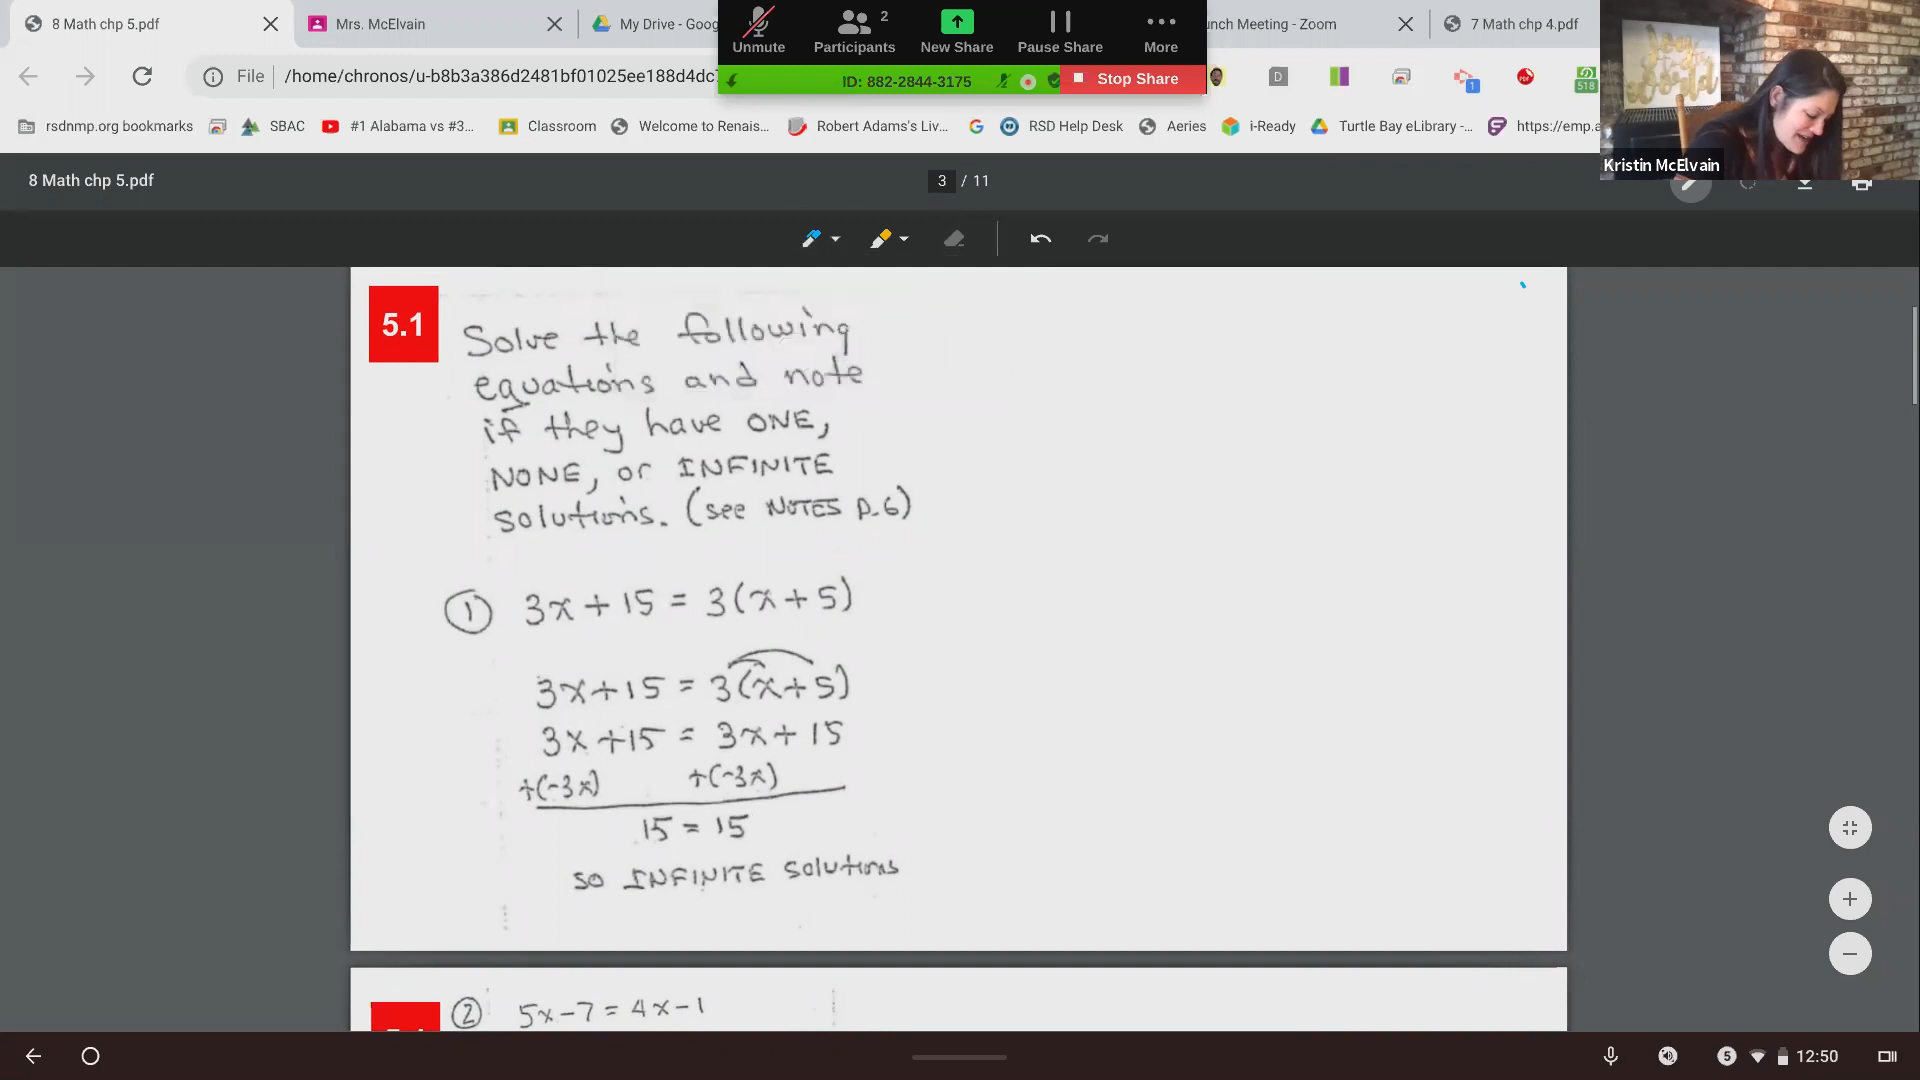 8 Math chp 5.pdf
Mrs. McElvain
My Drive - Goog
Unmute
Participants
2
New Share
Pause Share
More
ID: 882-2844-3175
Stop Share
unch Meeting - Zoom
7 Math chp 4.pdf
File
/home/chronos/u-b8b3a386d2481bf01025ee188d4dc7
D
1
518
rsdnmp.org bookmarks
SBAC
#1 Alabama vs #3...
Classroom
Welcome to Renais...
Robert Adams's Liv...
RSD Help Desk
Aeries
i-Ready
Turtle Bay eLibrary -...
https://emp.a
Kristin McElvain
8 Math chp 5.pdf
3 / 11
5.1
Solve the following
equations and note
if they have ONE,
NONE, or INFINITE
solutions. (see NOTES p.6)
① 3x + 15 = 3(x + 5)
3x + 15 = 3(x + 5)
3x + 15 = 3x + 15
+(-3x) +(-3x)
15 = 15
so INFINITE solutions
② 5x - 7 = 4x - 1
5
12:50